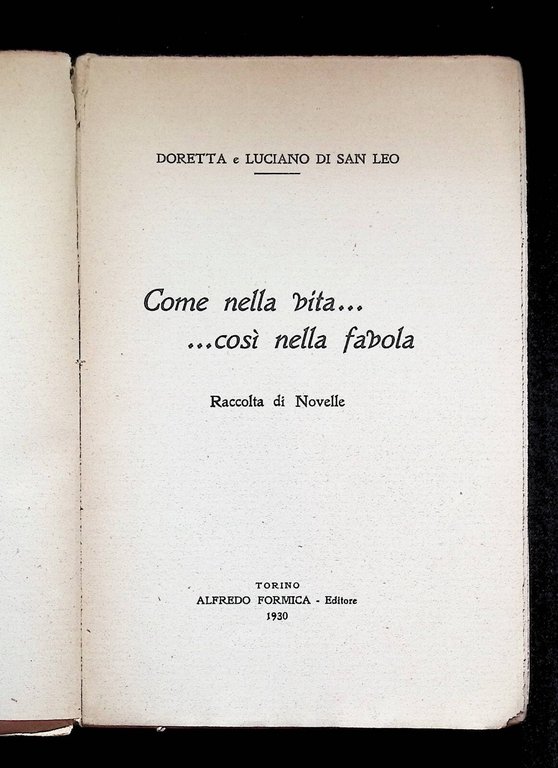 DORETTA e LUCIANO DI SAN LEO
Come nella vita...
...così nella favola
Raccolta di Novelle
TORINO
ALFREDO FORMICA - Editore
1930